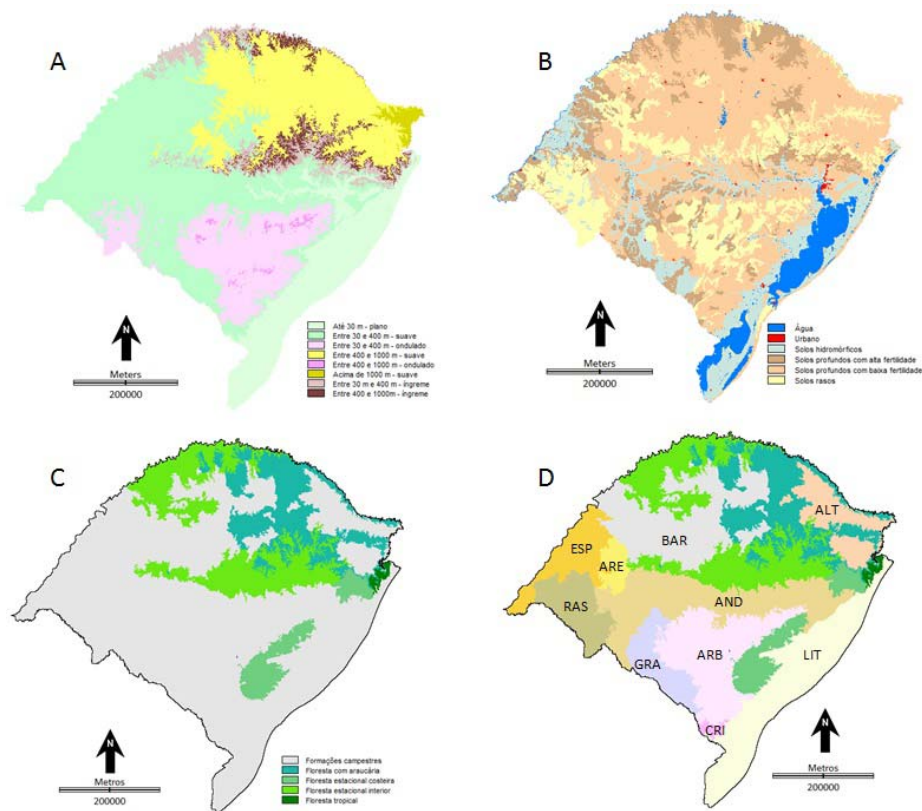 A
N
Meters
200000
Até 30 m - plano
Entre 30 e 400 m - suave
Entre 30 e 400 m - ondulado
Entre 400 e 1000 m - suave
Entre 400 e 1000 m - ondulado
Acima de 1000 m - suave
Entre 30 m e 400 m - íngreme
Entre 400 e 1000m - íngreme
B
N
Meters
200000
Água
Urbano
Solos hidromórficos
Solos profundos com alta fertilidade
Solos profundos com baixa fertilidade
Solos rasos
C
N
Metros
200000
Formações campestres
Floresta com araucária
Floresta estacional costeira
Floresta estacional interior
Floresta tropical
D
ALT
BAR
ESP
ARE
RAS
AND
GRA
ARB
LIT
CRI
N
Metros
200000